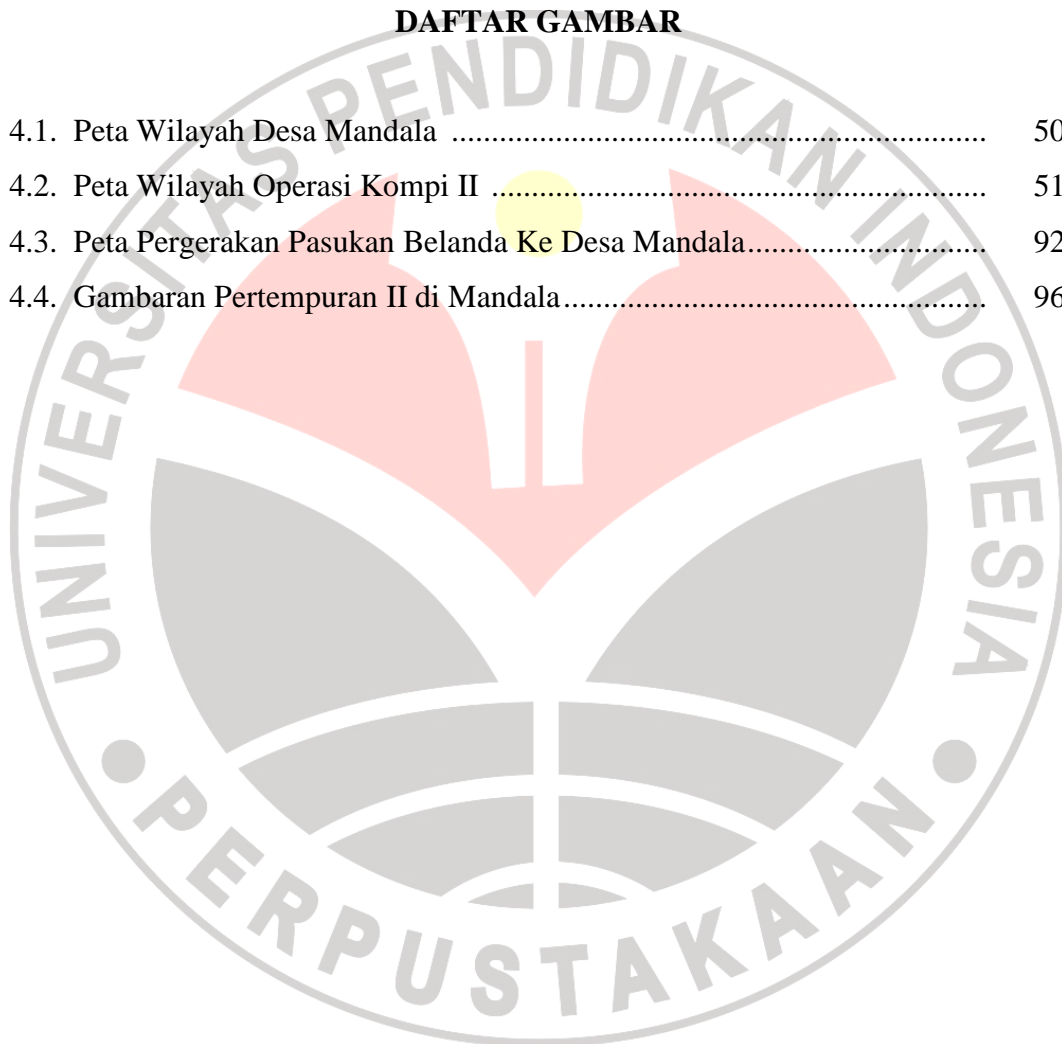 DAFTAR GAMBAR
4.1. Peta Wilayah Desa Mandala ................................................................... 50
4.2. Peta Wilayah Operasi Kompi II .............................................................. 51
4.3. Peta Pergerakan Pasukan Belanda Ke Desa Mandala.............................. 92
4.4. Gambaran Pertempuran II di Mandala..................................................... 96
UNIVERSITAS PENDIDIKAN INDONESIA
PERPUSTAKAAN